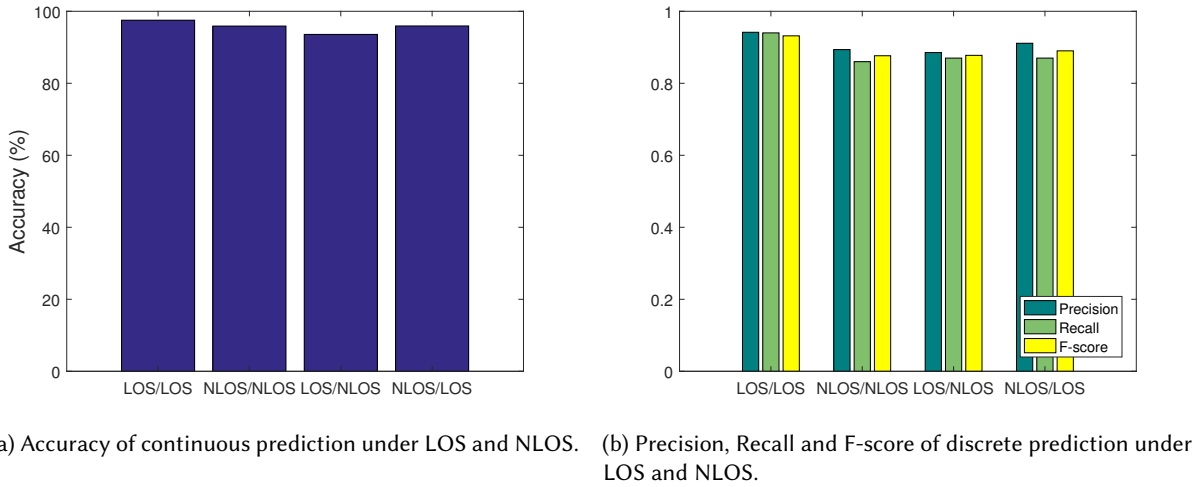 100
80
60
40
20
0
Accuracy (%)
LOS/LOS NLOS/NLOS LOS/NLOS NLOS/LOS
a) Accuracy of continuous prediction under LOS and NLOS.
1
0.8
0.6
0.4
0.2
0
Precision
Recall
F-score
LOS/LOS NLOS/NLOS LOS/NLOS NLOS/LOS
(b) Precision, Recall and F-score of discrete prediction under
LOS and NLOS.